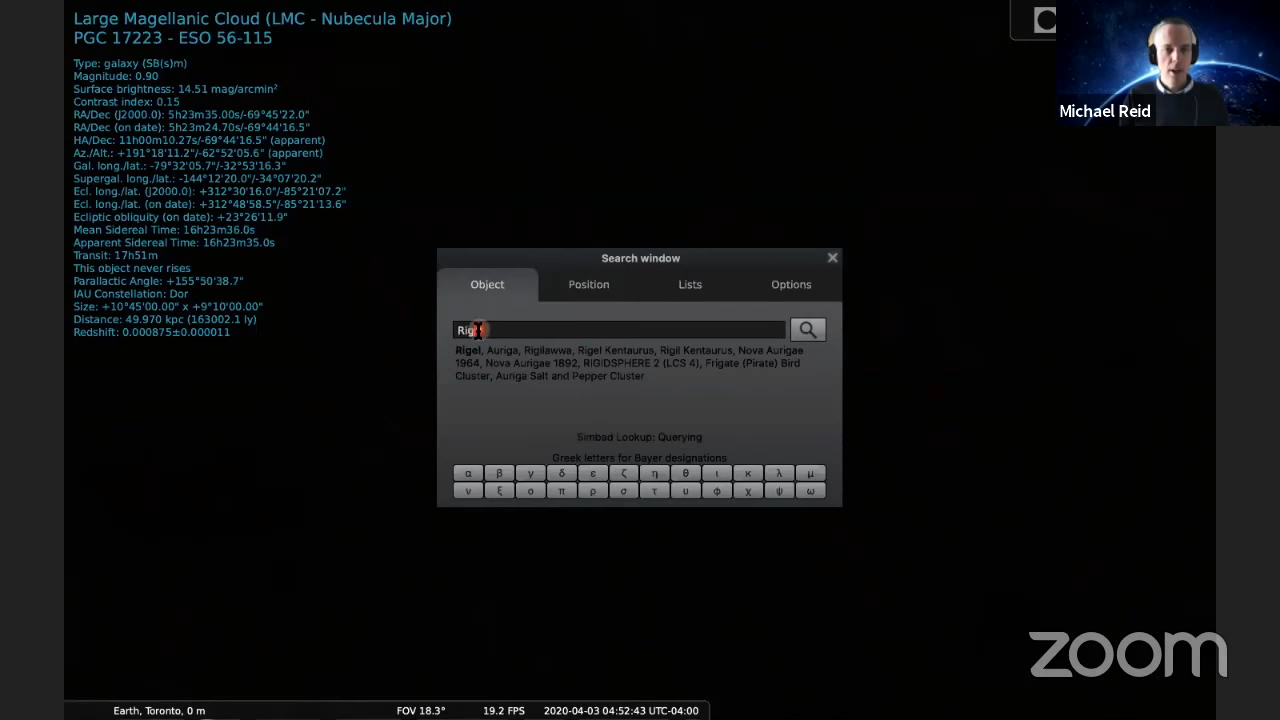 Large Magellanic Cloud (LMC - Nubecula Major)
PGC 17223 - ESO 56-115
Type: galaxy (SB(s)m)
Magnitude: 0.90
Surface brightness: 14.51 mag/arcmin²
Contrast index: 0.15
RA/Dec (J2000.0): 5h23m35.00s/-69°45'22.0"
RA/Dec (on date): 5h23m24.70s/-69°44'16.5"
HA/Dec: 11h00m10.27s/-69°44'16.5" (apparent)
Az./Alt.: +191°18'11.2"/-62°52'05.6" (apparent)
Gal. long./lat.: -79°32'05.7"/-32°53'16.3"
Supergal. long./lat.: -144°12'20.0"/-34°07'20.2"
Ecl. long./lat. (J2000.0): +312°30'16.0"/-85°21'07.2"
Ecl. long./lat. (on date): +312°48'58.5"/-85°21'13.6"
Ecliptic obliquity (on date): +23°26'11.9"
Mean Sidereal Time: 16h23m36.0s
Apparent Sidereal Time: 16h23m35.0s
Transit: 17h51m
This object never rises
Parallactic Angle: +155°50'38.7"
IAU Constellation: Dor
Size: +10°45'00.00" x +9°10'00.00"
Distance: 49.970 kpc (163002.1 ly)
Redshift: 0.000875±0.000011
Michael Reid
Search window
Object Position Lists Options
Rig
Rigel, Auriga, Rigilawwa, Rigel Kentaurus, Rigil Kentaurus, Nova Aurigae
1964, Nova Aurigae 1892, RIGIDSPHERE 2 (LCS 4), Frigate (Pirate) Bird
Cluster, Auriga Salt and Pepper Cluster
Simbad Lookup: Querying
Greek letters for Bayer designations
α β γ δ ε ζ η θ ι κ λ μ
ν ξ ο π ρ σ τ υ φ χ ψ ω
zoom
Earth, Toronto, 0 m FOV 18.3° 19.2 FPS 2020-04-03 04:52:43 UTC-04:00